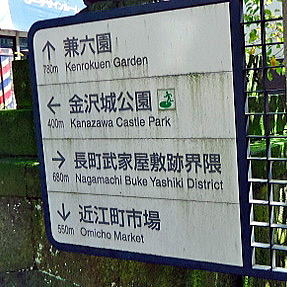 兼六園
780m Kenrokuen Garden
金沢城公園
400m Kanazawa Castle Park
長町武家屋敷跡界隈
680m Nagamachi Buke Yashiki District
近江町市場
550m Omicho Market